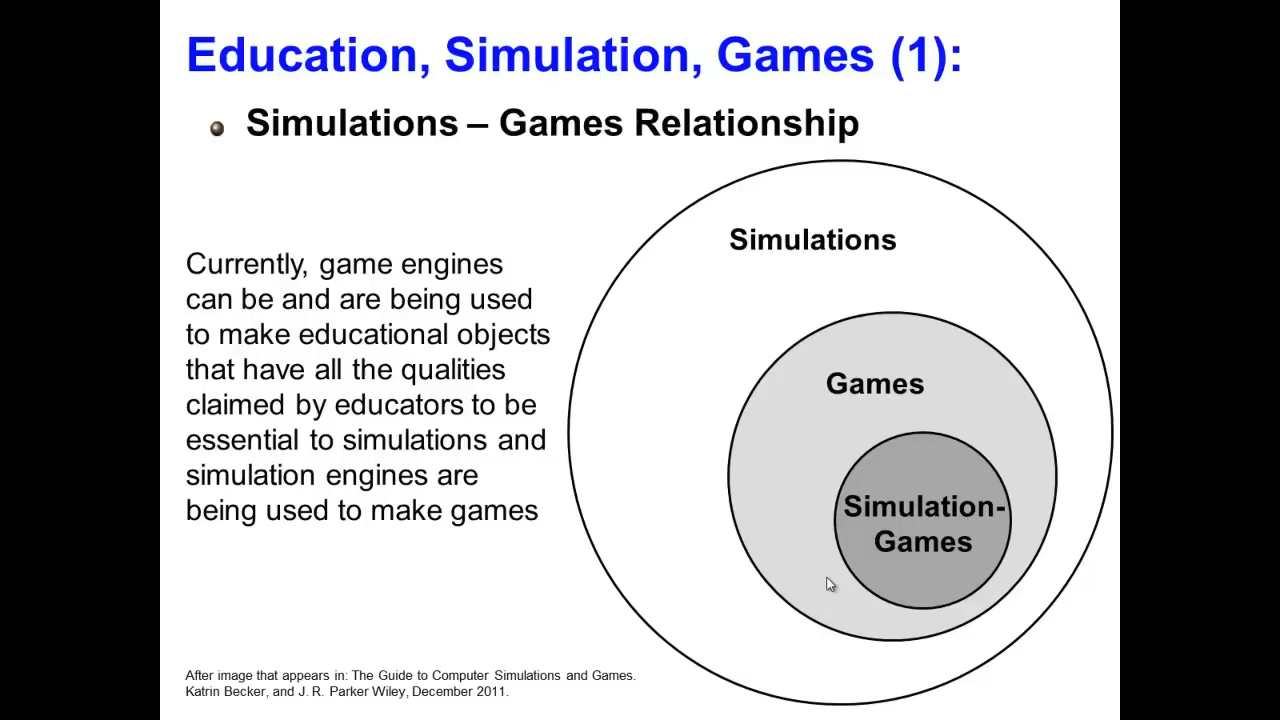 Education, Simulation, Games (1):
Simulations – Games Relationship
Currently, game engines
can be and are being used
to make educational objects
that have all the qualities
claimed by educators to be
essential to simulations and
simulation engines are
being used to make games
Simulations
Games
Simulation-
Games
After image that appears in: The Guide to Computer Simulations and Games.
Katrin Becker, and J. R. Parker Wiley, December 2011.